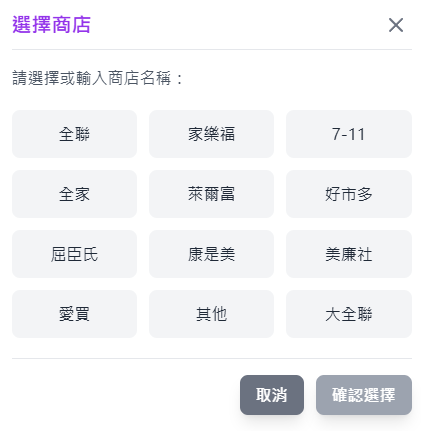 選擇商店
請選擇或輸入商店名稱：
全聯 家樂福 7-11
全家 萊爾富 好市多
屈臣氏 康是美 美廉社
愛買 其他 大全聯
取消 確認選擇